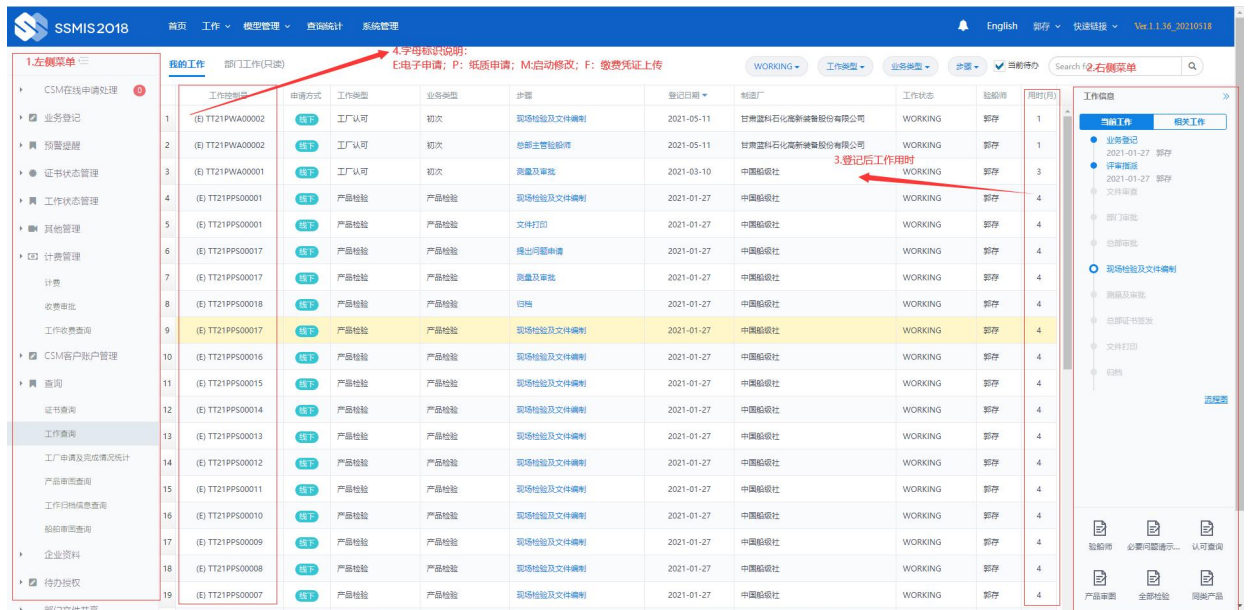 SSMIS2018 首页 工作 模型管理 查询统计 系统管理 English 郭存 快速链接 Ver.1.1.36_20210518
1.左侧菜单
4.字母标识说明：
E:电子申请；P：纸质申请；M:启动修改；F：缴费凭证上传
我的工作 部门工作(只读)
WORKING 工作类型 业务类型 步骤 当前待办 Search f 2.右侧菜单
CSM在线申请处理 0
业务登记
预警提醒
证书状态管理
工作状态管理
其他管理
计费管理
计费
收费审批
工作收费查询
CSM客户账户管理
查询
证书查询
工作查询
工厂申请及完成情况统计
产品审图查询
工作归档信息查询
船舶审图查询
企业资料
待办授权
部门文件共享
工作控制号 申请方式 工作类型 业务类型 步骤 登记日期 制造厂 工作状态 验船师 用时(月)
1 (E) TT21PWA00002 线下 工厂认可 初次 现场检验及文件编制 2021-05-11 甘肃蓝科石化高新装备股份有限公司 WORKING 郭存 1
2 (E) TT21PWA00002 线下 工厂认可 初次 总部主管验船师 2021-05-11 甘肃蓝科石化高新装备股份有限公司 WORKING 郭存 1
3.登记后工作用时
3 (E) TT21PWA00001 线下 工厂认可 初次 测量及审批 2021-03-10 中国船级社 WORKING 郭存 3
4 (E) TT21PPS00001 线下 产品检验 产品检验 现场检验及文件编制 2021-01-27 中国船级社 WORKING 郭存 4
5 (E) TT21PPS00001 线下 产品检验 产品检验 文件打印 2021-01-27 中国船级社 WORKING 郭存 4
6 (E) TT21PPS00017 线下 产品检验 产品检验 提出问题申请 2021-01-27 中国船级社 WORKING 郭存 4
7 (E) TT21PPS00017 线下 产品检验 产品检验 测量及审批 2021-01-27 中国船级社 WORKING 郭存 4
8 (E) TT21PPS00018 线下 产品检验 产品检验 归档 2021-01-27 中国船级社 WORKING 郭存 4
9 (E) TT21PPS00017 线下 产品检验 产品检验 现场检验及文件编制 2021-01-27 中国船级社 WORKING 郭存 4
10 (E) TT21PPS00016 线下 产品检验 产品检验 现场检验及文件编制 2021-01-27 中国船级社 WORKING 郭存 4
11 (E) TT21PPS00015 线下 产品检验 产品检验 现场检验及文件编制 2021-01-27 中国船级社 WORKING 郭存 4
12 (E) TT21PPS00014 线下 产品检验 产品检验 现场检验及文件编制 2021-01-27 中国船级社 WORKING 郭存 4
13 (E) TT21PPS00013 线下 产品检验 产品检验 现场检验及文件编制 2021-01-27 中国船级社 WORKING 郭存 4
14 (E) TT21PPS00012 线下 产品检验 产品检验 现场检验及文件编制 2021-01-27 中国船级社 WORKING 郭存 4
15 (E) TT21PPS00011 线下 产品检验 产品检验 现场检验及文件编制 2021-01-27 中国船级社 WORKING 郭存 4
16 (E) TT21PPS00010 线下 产品检验 产品检验 现场检验及文件编制 2021-01-27 中国船级社 WORKING 郭存 4
17 (E) TT21PPS00009 线下 产品检验 产品检验 现场检验及文件编制 2021-01-27 中国船级社 WORKING 郭存 4
18 (E) TT21PPS00008 线下 产品检验 产品检验 现场检验及文件编制 2021-01-27 中国船级社 WORKING 郭存 4
19 (E) TT21PPS00007 线下 产品检验 产品检验 现场检验及文件编制 2021-01-27 中国船级社 WORKING 郭存 4
工作信息
当前工作 相关工作
业务登记
2021-01-27 郭存
评审指派
2021-01-27 郭存
文件审查
部门审批
总部审批
现场检验及文件编制
测量及审批
总部证书签发
文件打印
归档
流程图
验船师 必要问题请示... 认可查询
产品审图 全部检验 同类产品